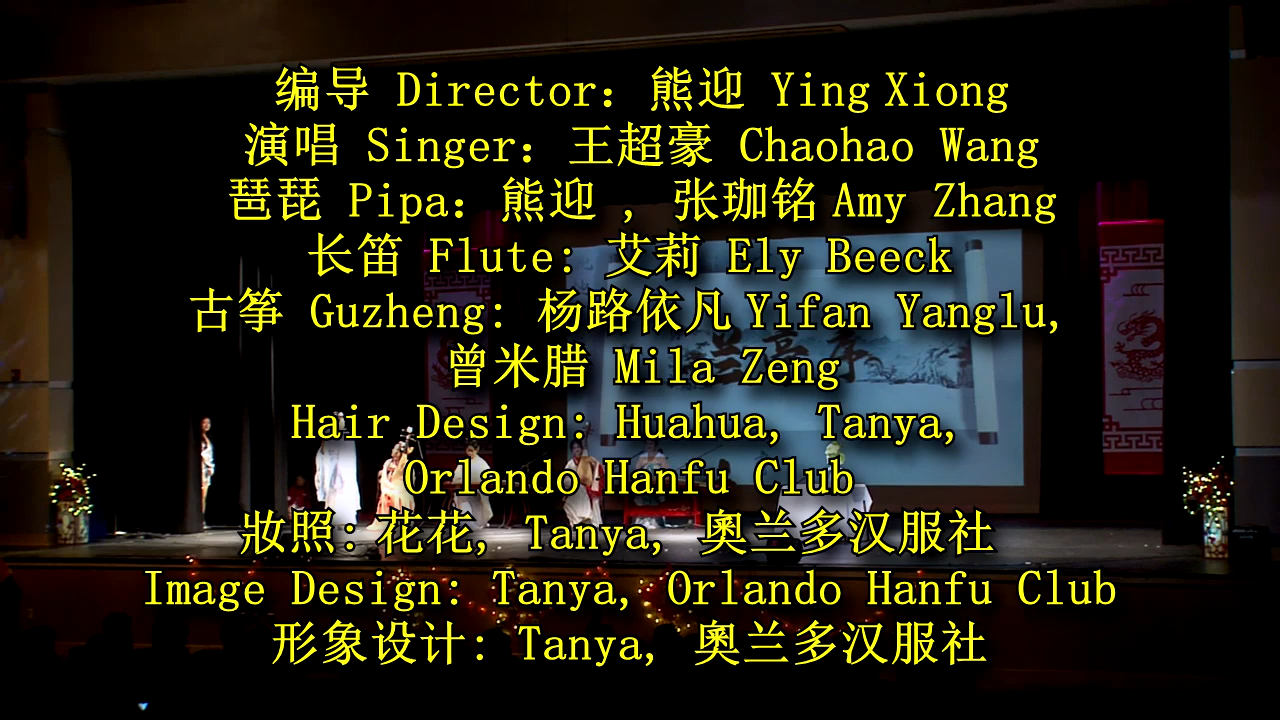 编导 Director：熊迎 Ying Xiong
演唱 Singer：王超豪 Chaohao Wang
琵琶 Pipa：熊迎 , 张珈铭 Amy Zhang
长笛 Flute: 艾莉 Ely Beeck
古筝 Guzheng: 杨路依凡 Yifan Yanglu,
曾米腊 Mila Zeng
Hair Design: Huahua, Tanya,
Orlando Hanfu Club
妝照: 花花, Tanya, 奥兰多汉服社
Image Design: Tanya, Orlando Hanfu Club
形象设计: Tanya, 奥兰多汉服社
兰亭序